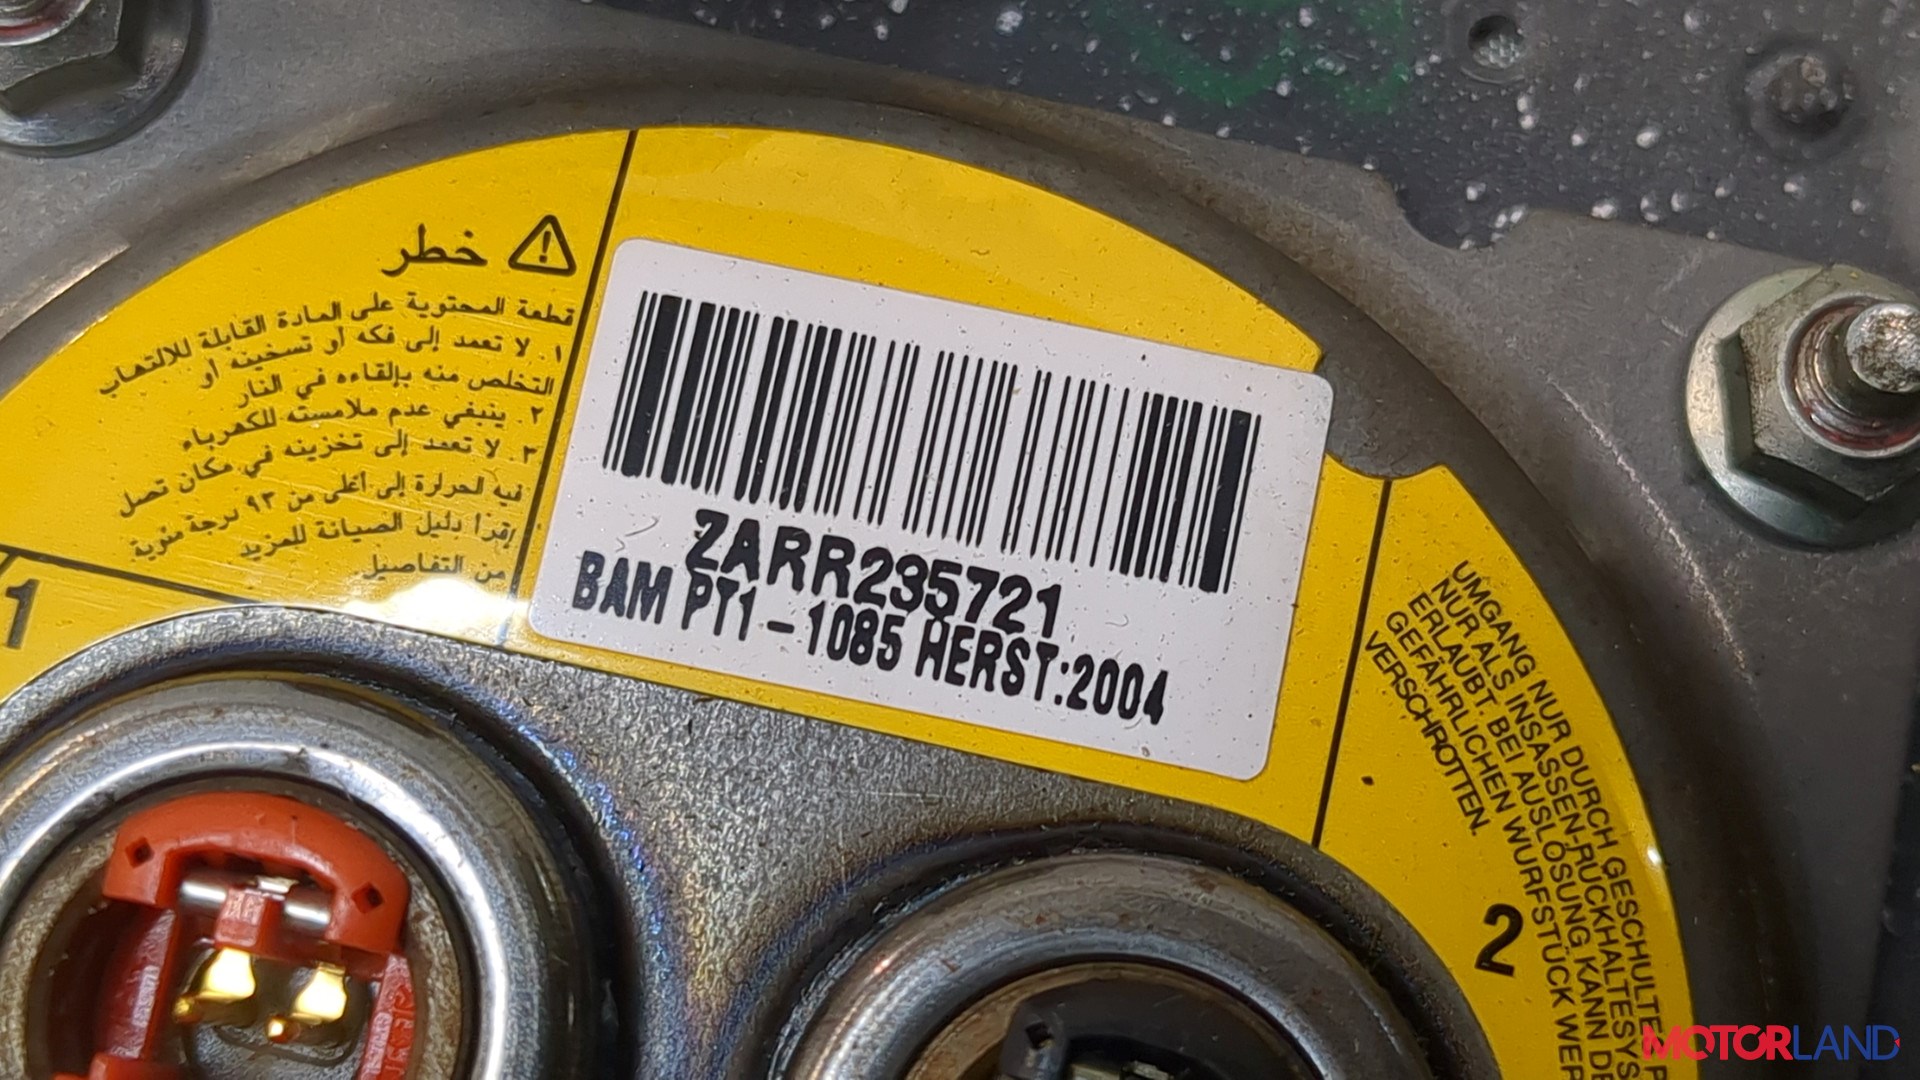 خطر
قطعة المحتوية على المادة القابلة للالتهاب
١. لا تعمد إلى فكه أو تسخينه أو
التخلص منه بإلقاءه في النار
٢. ينبغي عدم ملامسته للكهرباء
٣. لا تعمد إلى تخزينه في مكان تصل
فيه الحرارة إلى أعلى من ٩٣ درجة مئوية
إقرأ دليل الصيانة للمزيد
من التفاصيل.
1
ZARR235721
BAM PT1-1085 HERST:2004
UMGANG NUR DURCH GESCHULTE
NUR ALS INSASSEN-RÜCKHALTESYS
ERLAUBT. BEI AUSLÖSUNG KANN DE
GEFÄHRLICHEN WURFSTÜCK WER
VERSCHROTTEN.
2
MOTORLAND